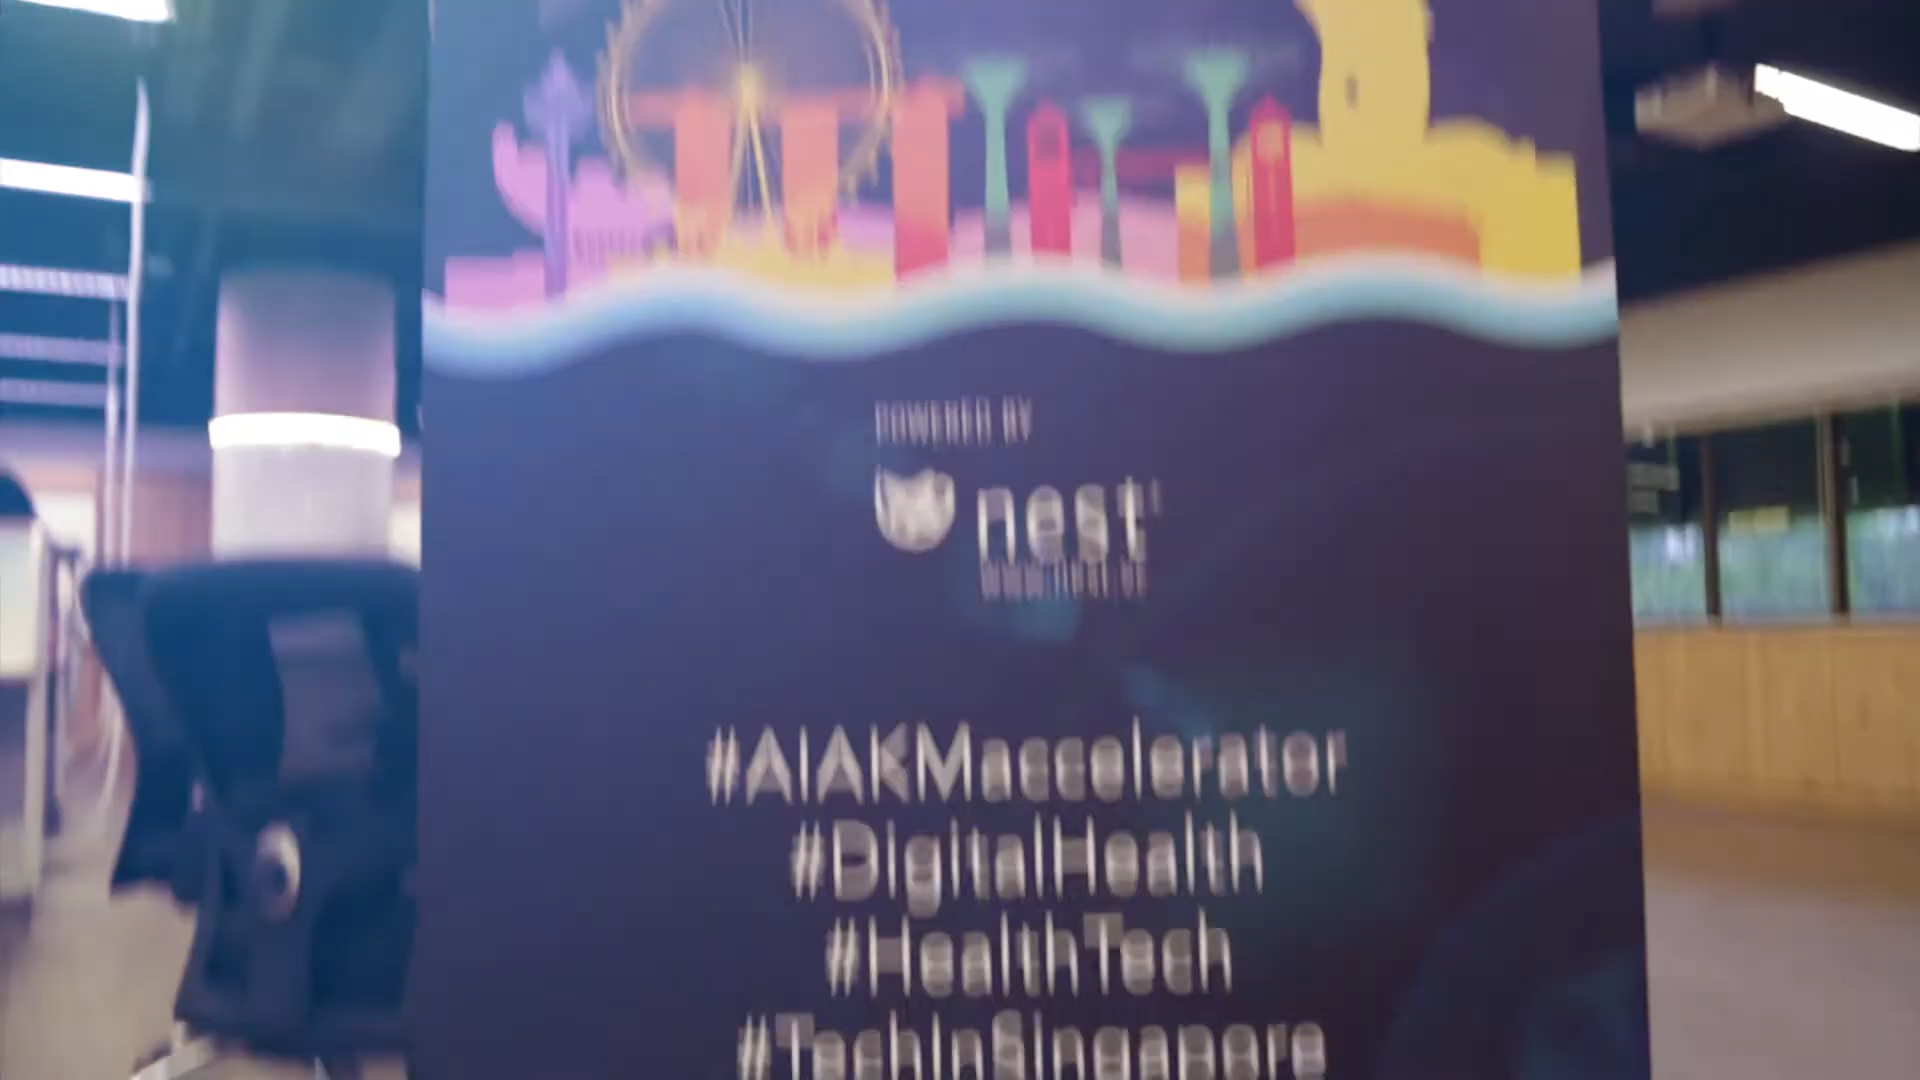 POWERED BY
nest
#AIAKMaccelerator
#DigitalHealth
#HealthTech
#TechInSingapore